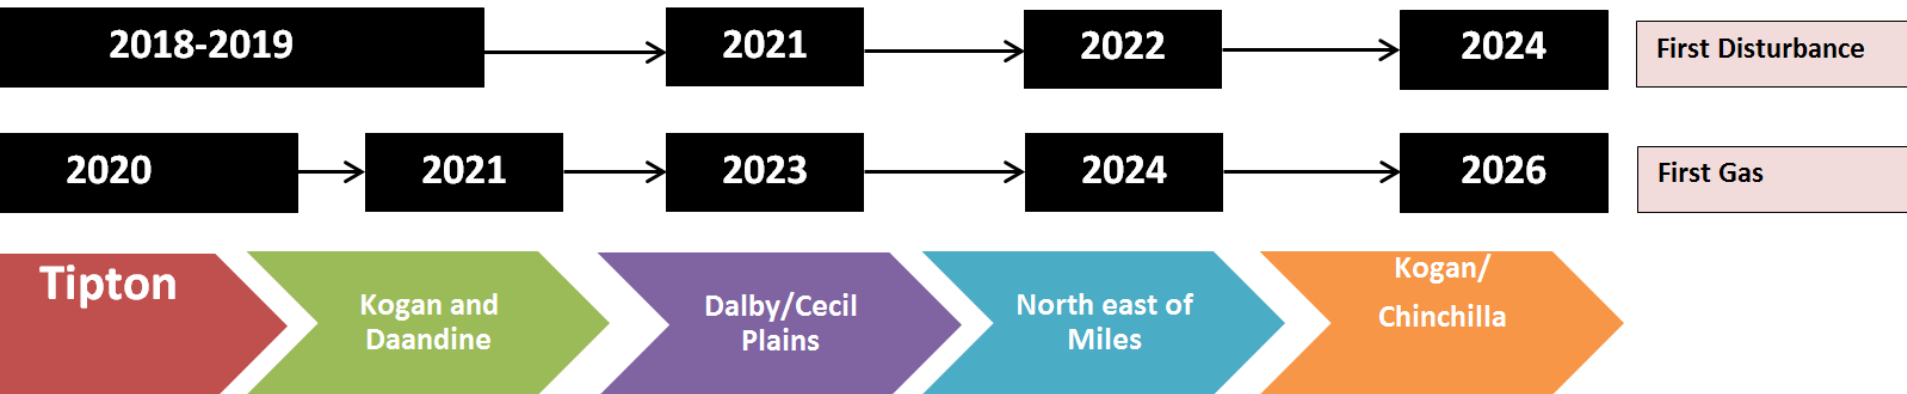 2018-2019
2021
2022
2024
First Disturbance
2020
2021
2023
2024
2026
First Gas
Tipton
Kogan and
Daandine
Dalby/Cecil
Plains
North east of
Miles
Kogan/
Chinchilla